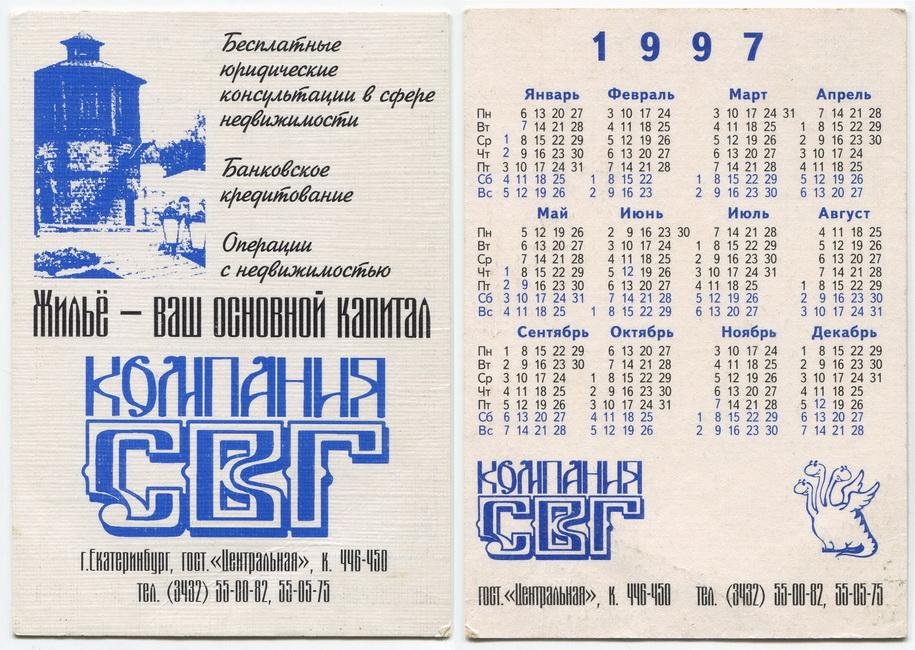 Бесплатные
юридические
консультации в сфере
недвижимости
Банковское
кредитование
Операции
с недвижимостью
Жильё – ваш основной капитал
КОМПАНИЯ
СВГ
г.Екатеринбург, гост.«Центральная», к. 446-450
тел. (3432) 55-00-82, 55-05-75
1 9 9 7
Январь Февраль Март Апрель
Пн 6 13 20 27 3 10 17 24 3 10 17 24 31 7 14 21 28
Вт 7 14 21 28 4 11 18 25 4 11 18 25 1 8 15 22 29
Ср 1 8 15 22 29 5 12 19 26 5 12 19 26 2 9 16 23 30
Чт 2 9 16 23 30 6 13 20 27 6 13 20 27 3 10 17 24
Пт 3 10 17 24 31 7 14 21 28 7 14 21 28 4 11 18 25
Сб 4 11 18 25 1 8 15 22 1 8 15 22 29 5 12 19 26
Вс 5 12 19 26 2 9 16 23 2 9 16 23 30 6 13 20 27
Май Июнь Июль Август
Пн 5 12 19 26 2 9 16 23 30 7 14 21 28 4 11 18 25
Вт 6 13 20 27 3 10 17 24 1 8 15 22 29 5 12 19 26
Ср 7 14 21 28 4 11 18 25 2 9 16 23 30 6 13 20 27
Чт 1 8 15 22 29 5 12 19 26 3 10 17 24 31 7 14 21 28
Пт 2 9 16 23 30 6 13 20 27 4 11 18 25 1 8 15 22 29
Сб 3 10 17 24 31 7 14 21 28 5 12 19 26 2 9 16 23 30
Вс 4 11 18 25 1 8 15 22 29 6 13 20 27 3 10 17 24 31
Сентябрь Октябрь Ноябрь Декабрь
Пн 1 8 15 22 29 6 13 20 27 3 10 17 24 1 8 15 22 29
Вт 2 9 16 23 30 7 14 21 28 4 11 18 25 2 9 16 23 30
Ср 3 10 17 24 1 8 15 22 29 5 12 19 26 3 10 17 24 31
Чт 4 11 18 25 2 9 16 23 30 6 13 20 27 4 11 18 25
Пт 5 12 19 26 3 10 17 24 31 7 14 21 28 5 12 19 26
Сб 6 13 20 27 4 11 18 25 1 8 15 22 29 6 13 20 27
Вс 7 14 21 28 5 12 19 26 2 9 16 23 30 7 14 21 28
КОМПАНИЯ
СВГ
гост.«Центральная», к. 446-450 тел. (3432) 55-00-82, 55-05-75